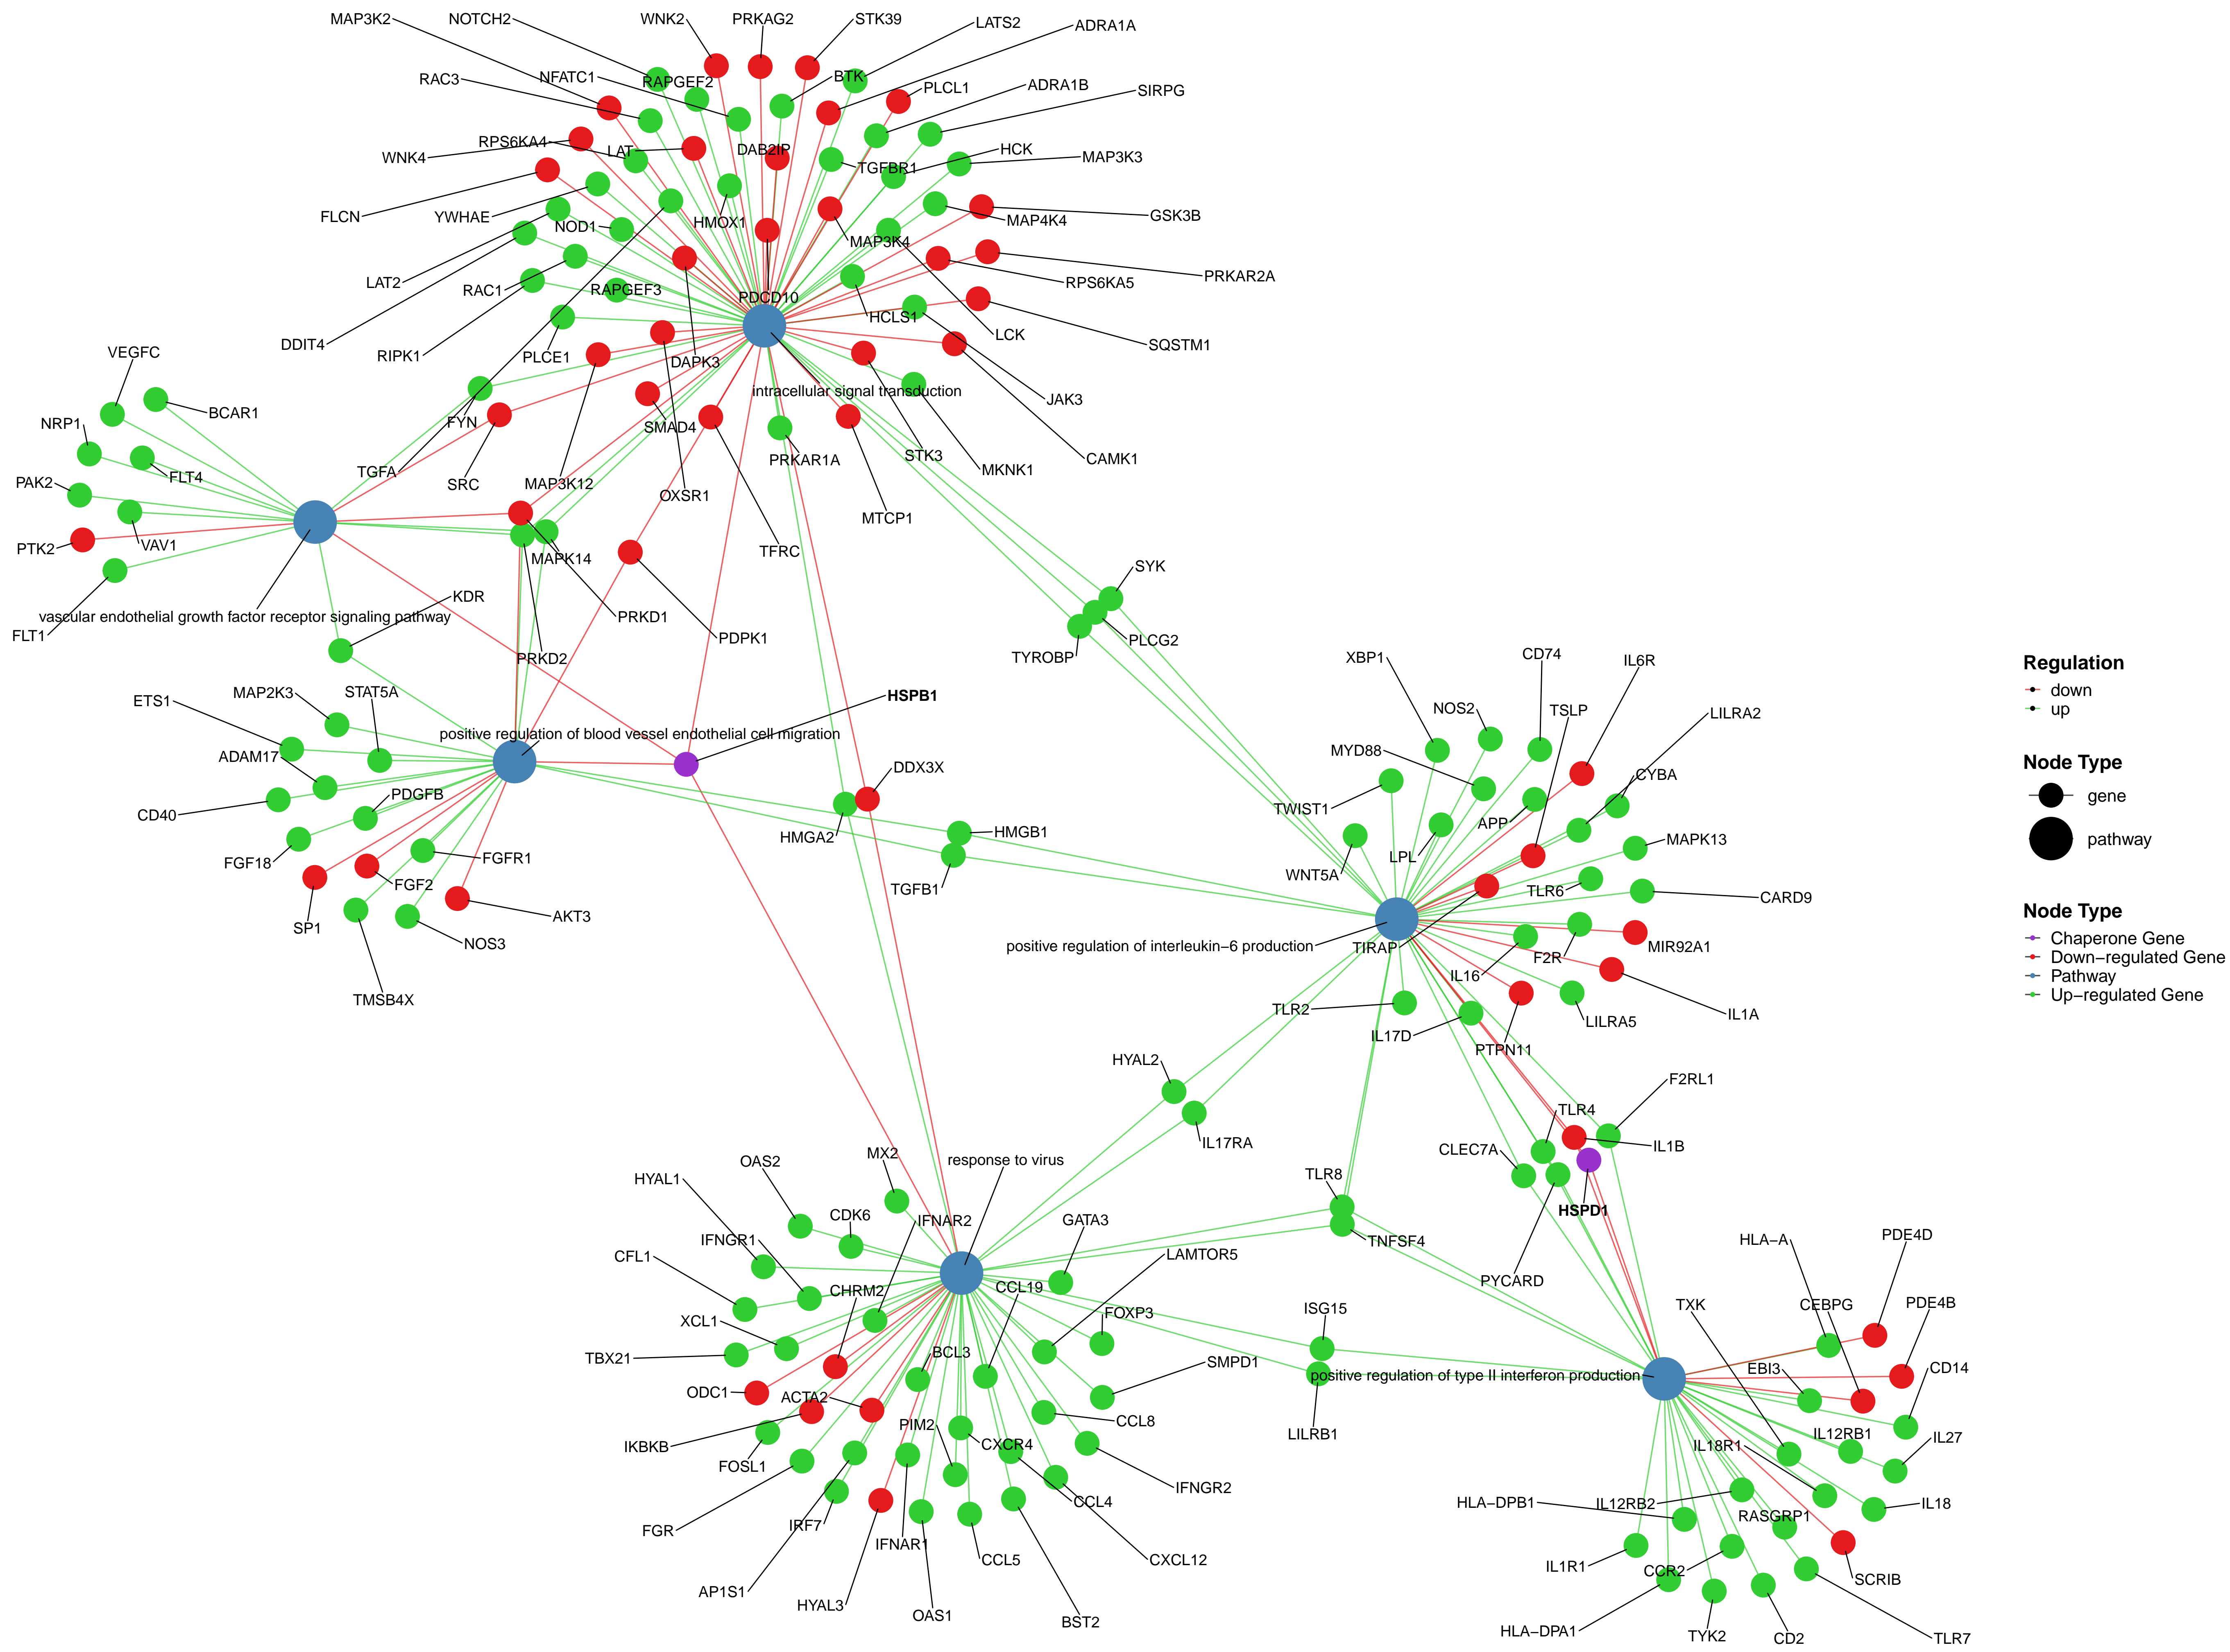 MAP3K2
NOTCH2
WNK2
PRKAG2
STK39
LATS2
ADRA1A
RAC3
NFATC1
RAPGEF2
BTK
PLCL1
ADRA1B
SIRPG
WNK4
RPS6KA4
LAT
DAB2IP
TGFBR1
HCK
MAP3K3
FLCN
YWHAE
NOD1
HMOX1
MAP3K4
MAP4K4
GSK3B
LAT2
RAC1
RAPGEF3
PDCD10
RPS6KA5
PRKAR2A
DDIT4
RIPK1
PLCE1
DAPK3
HCLS1
LCK
SQSTM1
VEGFC
BCAR1
intracellular signal transduction
JAK3
NRP1
FYN
SMAD4
PRKAR1A
STK3
MKNK1
CAMK1
PAK2
FLT4
TGFA
SRC
MAP3K12
OXSR1
MTCP1
PTK2
VAV1
MAPK14
TFRC
SYK
KDR
vascular endothelial growth factor receptor signaling pathway
FLT1
PRKD1
PDPK1
PLCG2
PRKD2
TYROBP
XBP1
CD74
IL6R
Regulation
down
up
ETS1
MAP2K3
STAT5A
HSPB1
NOS2
TSLP
LILRA2
positive regulation of blood vessel endothelial cell migration
ADAM17
MYD88
CYBA
Node Type
gene
pathway
CD40
PDGFB
DDX3X
TWIST1
APP
HMGA2
HMGB1
MAPK13
FGF18
FGFR1
LPL
FGF2
TGFB1
WNT5A
TLR6
CARD9
SP1
AKT3
NOS3
positive regulation of interleukin−6 production
TIRAP
F2R
MIR92A1
Node Type
Chaperone Gene
Down−regulated Gene
Pathway
Up−regulated Gene
TMSB4X
IL16
TLR2
IL17D
PTPN11
LILRA5
IL1A
HYAL2
F2RL1
TLR4
IL17RA
CLEC7A
IL1B
HYAL1
OAS2
MX2
response to virus
TLR8
HSPD1
CDK6
IFNAR2
GATA3
CFL1
IFNGR1
LAMTOR5
TNFSF4
HLA−A
PDE4D
CHRM2
CCL19
PYCARD
XCL1
FOXP3
ISG15
TXK
CEBPG
PDE4B
TBX21
BCL3
SMPD1
ODC1
ACTA2
positive regulation of type II interferon production
EBI3
CD14
IKBKB
PIM2
CXCR4
CCL8
LILRB1
IL18R1
IL12RB1
IL27
FOSL1
IFNGR2
FGR
IRF7
CCL4
HLA−DPB1
IL12RB2
RASGRP1
IL18
IFNAR1
CCL5
CXCL12
IL1R1
CCR2
SCRIB
AP1S1
HYAL3
OAS1
BST2
HLA−DPA1
TYK2
CD2
TLR7